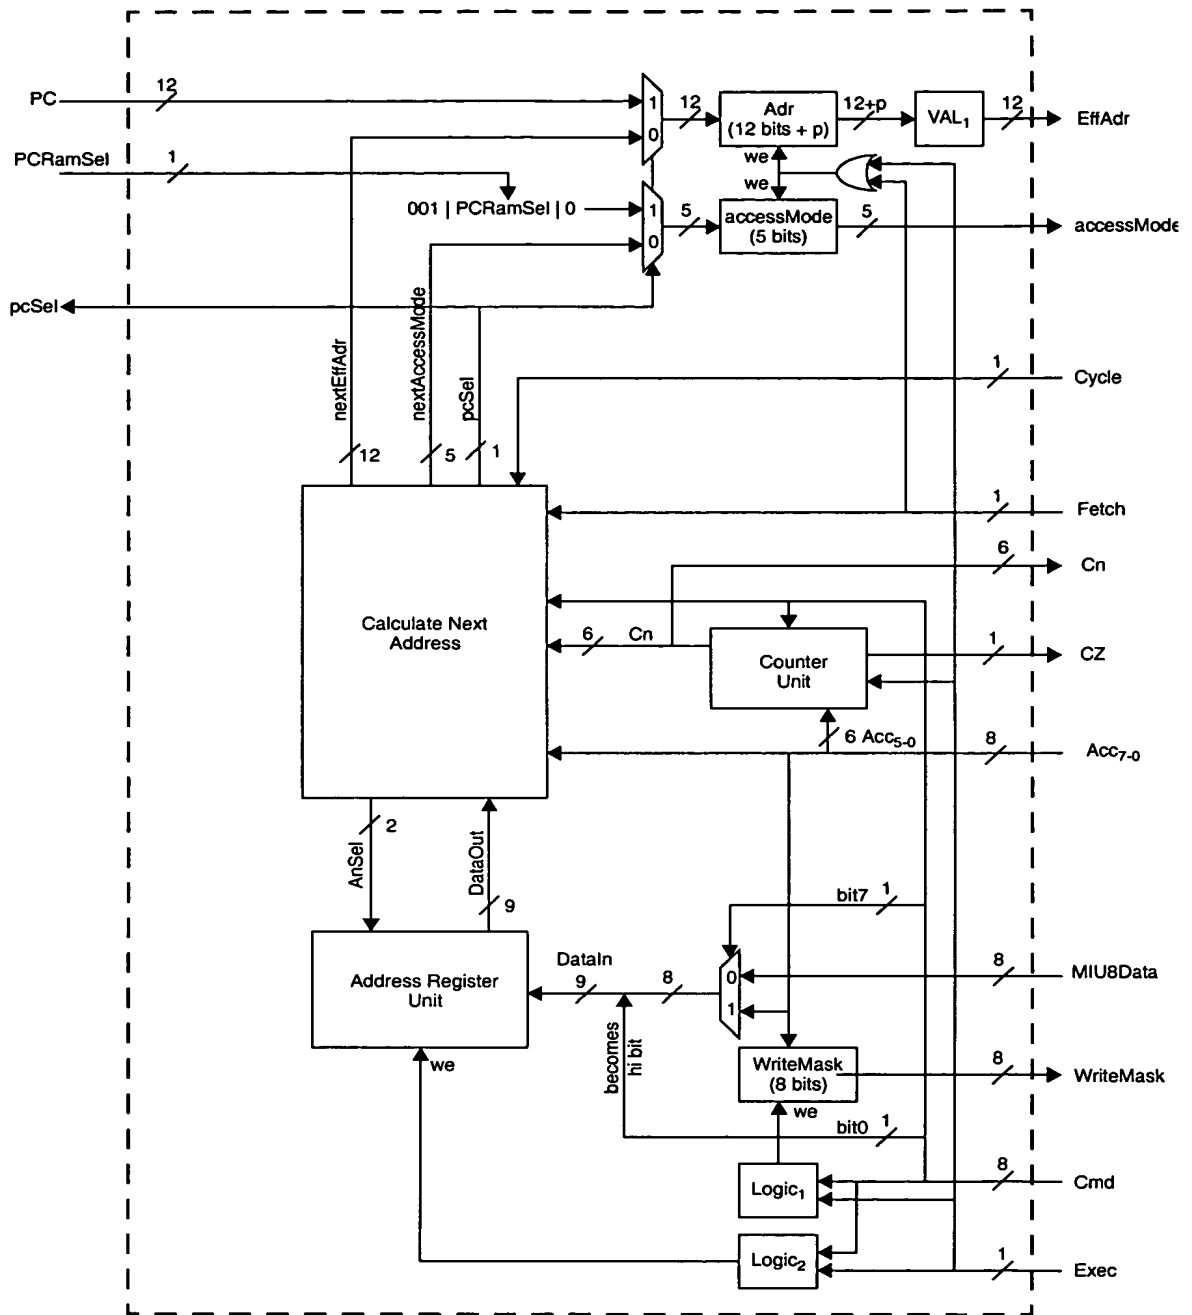 PC
12
1
0
12
Adr
(12 bits + p)
12+p
VAL1
12
EffAdr
PCRamSel
1
we
we
001 | PCRamSel | 0
1
0
5
accessMode
(5 bits)
5
accessMode
pcSel
nextEffAdr
nextAccessMode
pcSel
12
5
1
1
Cycle
1
Fetch
6
Cn
Calculate Next
Address
6
Cn
Counter
Unit
1
CZ
6 Acc5-0
8
Acc7-0
2
AnSel
DataOut
9
bit7
1
Address Register
Unit
DataIn
9
8
0
1
8
MIU8Data
becomes
hi bit
we
WriteMask
(8 bits)
8
WriteMask
we
bit0
1
Logic1
8
Cmd
Logic2
1
Exec